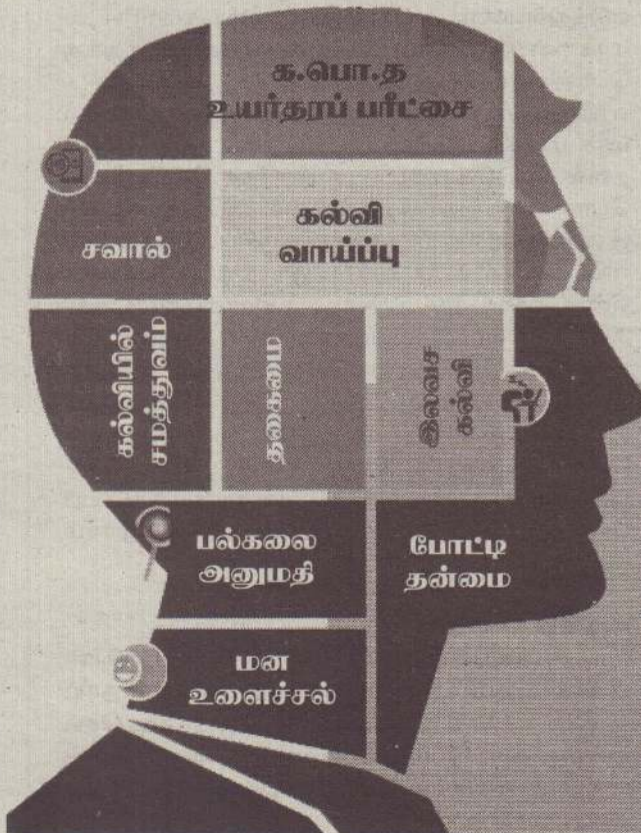 க.பொ.த
உயர்தரப் பரீட்சை
சவால்
கல்வி
வாய்ப்பு
கல்வியில்
சமத்துவம்
தகைமை
இலவச
கல்வி
பல்கலை
அனுமதி
போட்டி
தன்மை
மன
உளைச்சல்